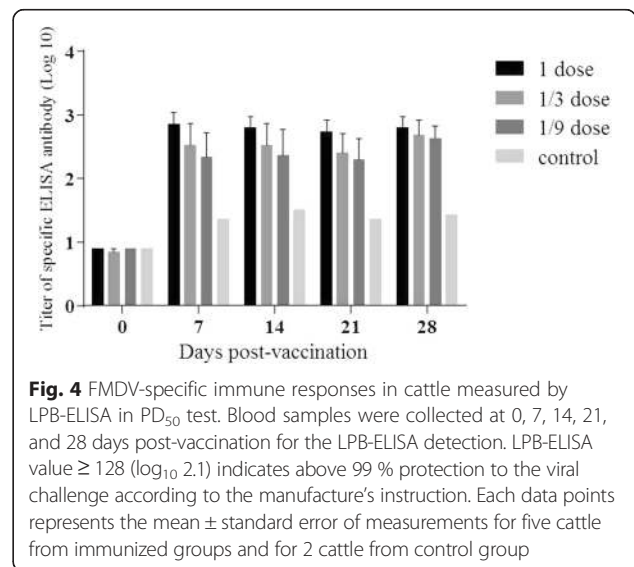 Titer of specific ELISA antibody (Log 10)
4
3
2
1
0
0 7 14 21 28
Days post-vaccination
1 dose
1/3 dose
1/9 dose
control
Fig. 4 FMDV-specific immune responses in cattle measured by
LPB-ELISA in PD50 test. Blood samples were collected at 0, 7, 14, 21,
and 28 days post-vaccination for the LPB-ELISA detection. LPB-ELISA
value ≥ 128 (log10 2.1) indicates above 99 % protection to the viral
challenge according to the manufacture's instruction. Each data points
represents the mean ± standard error of measurements for five cattle
from immunized groups and for 2 cattle from control group